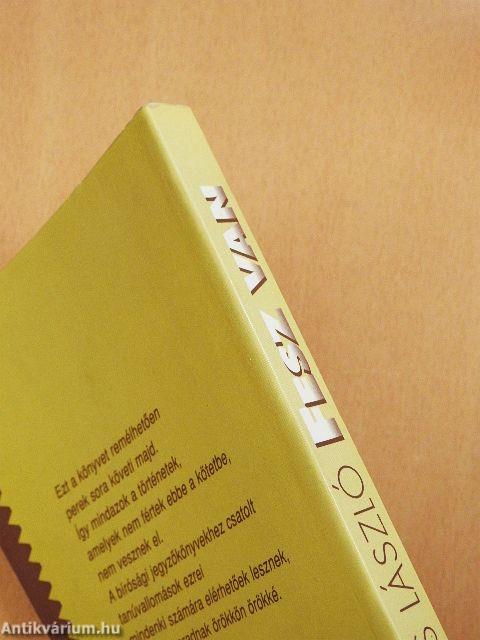 S LÁSZLÓ FESZ VAN
Ezt a könyvet remélhetően
perek sora követi majd.
Így mindazok a történetek,
amelyek nem fértek ebbe a kötetbe,
nem vesznek el.
A bírósági jegyzőkönyvekhez csatolt
tanúvallomások ezrei
mindenki számára elérhetőek lesznek,
örökkön örökké.
Antikvárium.hu